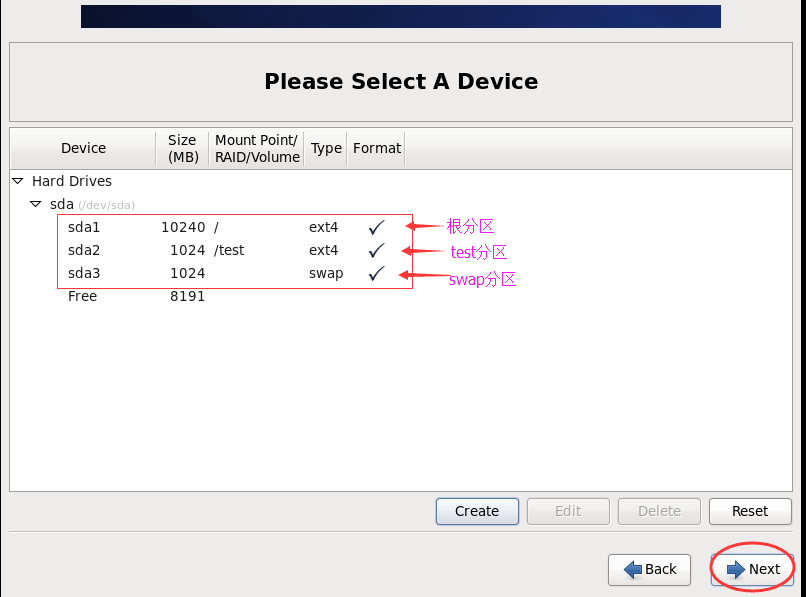 Please Select A Device
Device Size (MB) Mount Point/ RAID/Volume Type Format
Hard Drives
sda (/dev/sda)
sda1 10240 / ext4 根分区
sda2 1024 /test ext4 test分区
sda3 1024 swap swap分区
Free 8191
Create Edit Delete Reset
Back Next